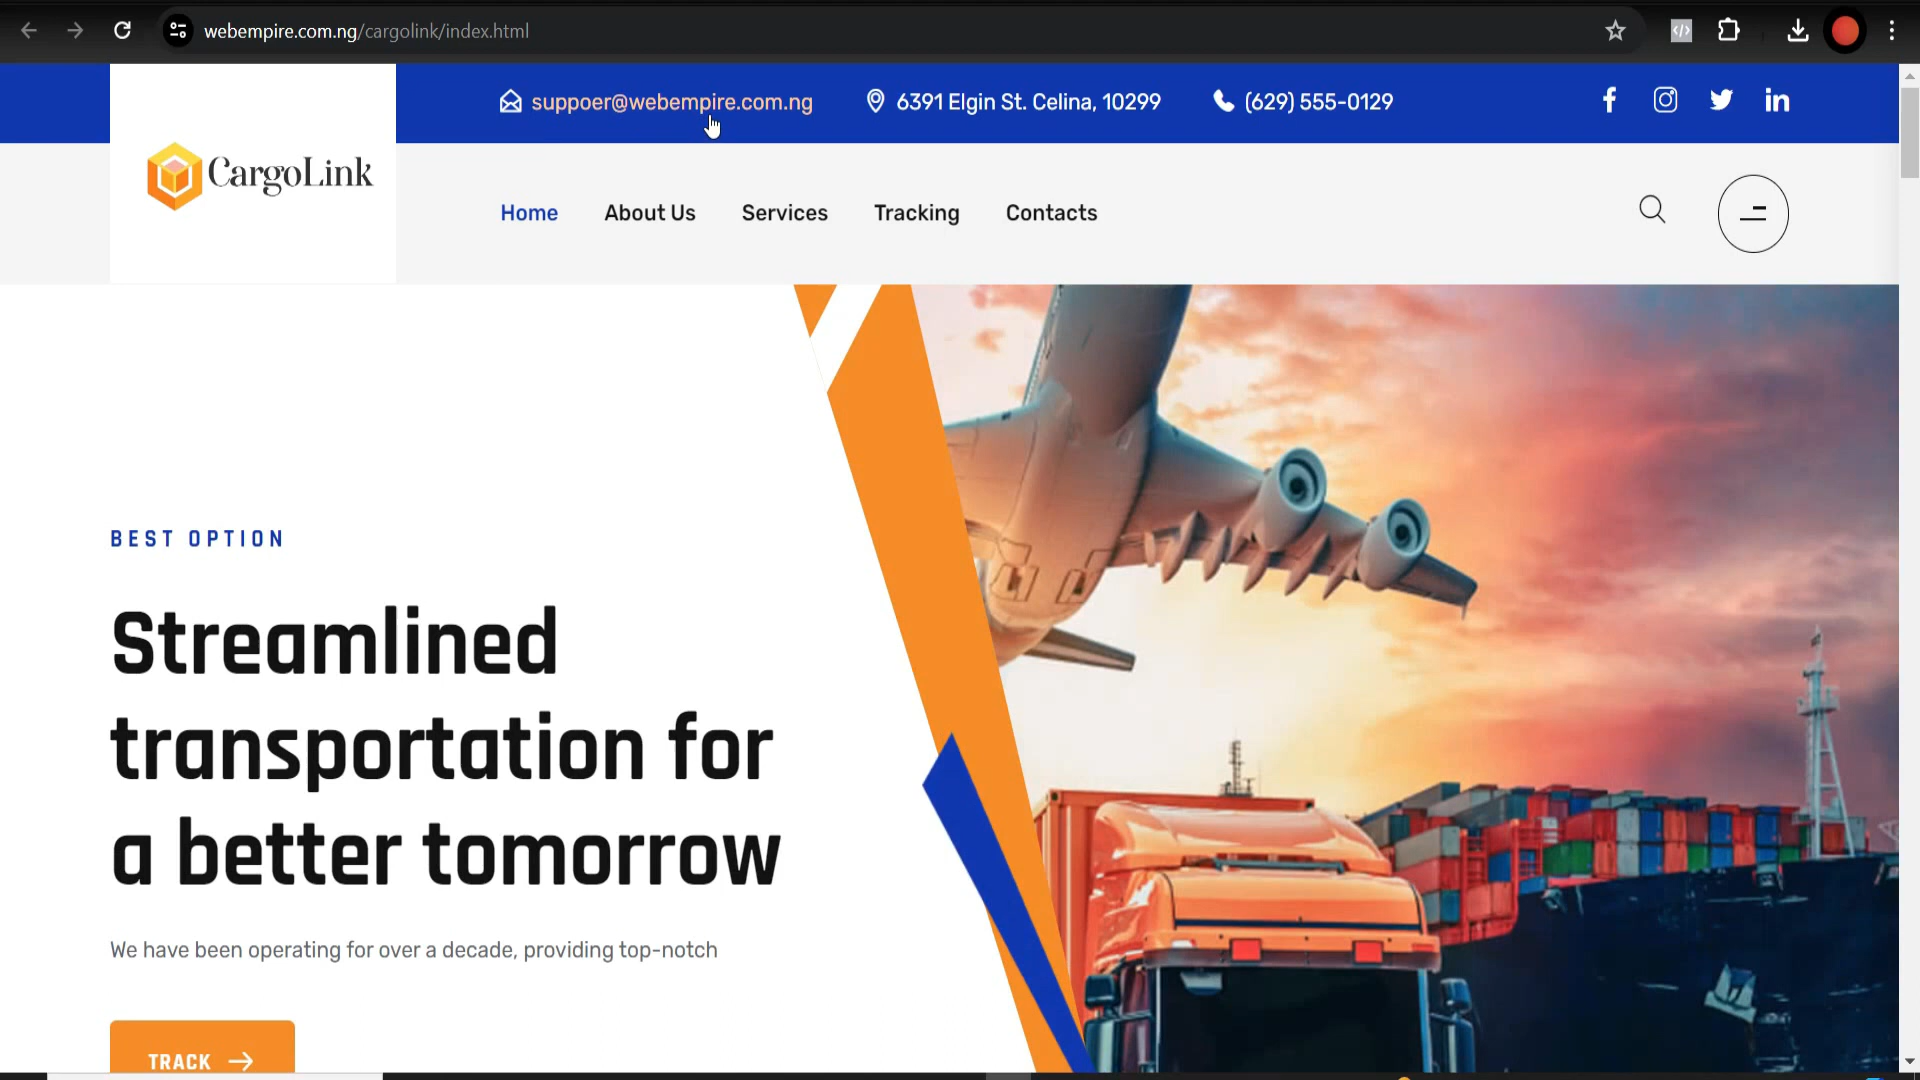 webempire.com.ng/cargolink/index.html
suppoer@webempire.com.ng
6391 Elgin St. Celina, 10299
(629) 555-0129
CargoLink
Home About Us Services Tracking Contacts
BEST OPTION
Streamlined
transportation for
a better tomorrow
We have been operating for over a decade, providing top-notch
TRACK